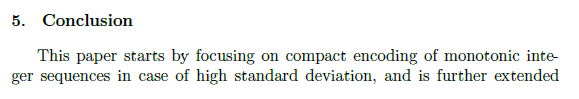 5. Conclusion
This paper starts by focusing on compact encoding of monotonic inte-
ger sequences in case of high standard deviation, and is further extended